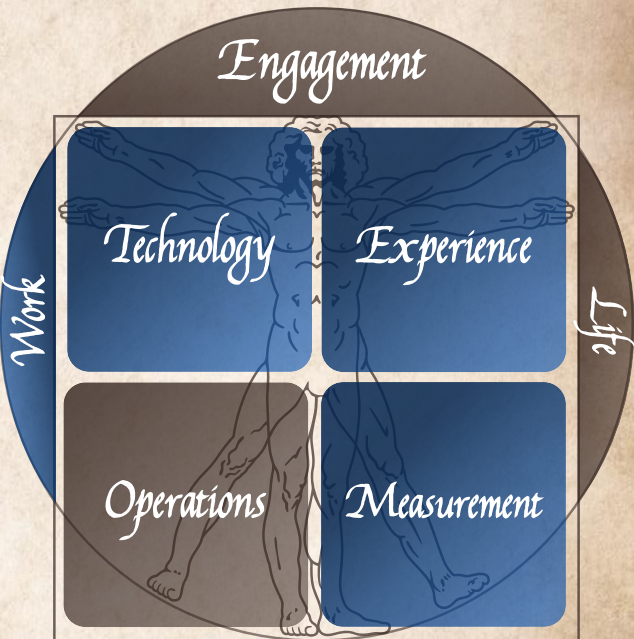 Engagement
Technology
Experience
Work
Life
Operations
Measurement